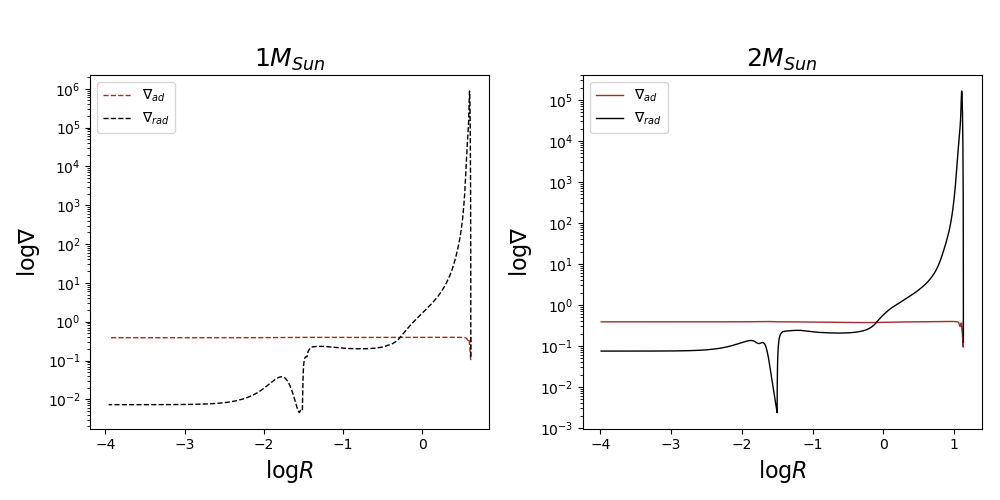 1M_Sun
∇_ad
∇_rad
10^6
10^5
10^4
10^3
10^2
10^1
10^0
10^−1
10^−2
log∇
−4 −3 −2 −1 0
logR
2M_Sun
∇_ad
∇_rad
10^5
10^4
10^3
10^2
10^1
10^0
10^−1
10^−2
10^−3
log∇
−4 −3 −2 −1 0 1
logR